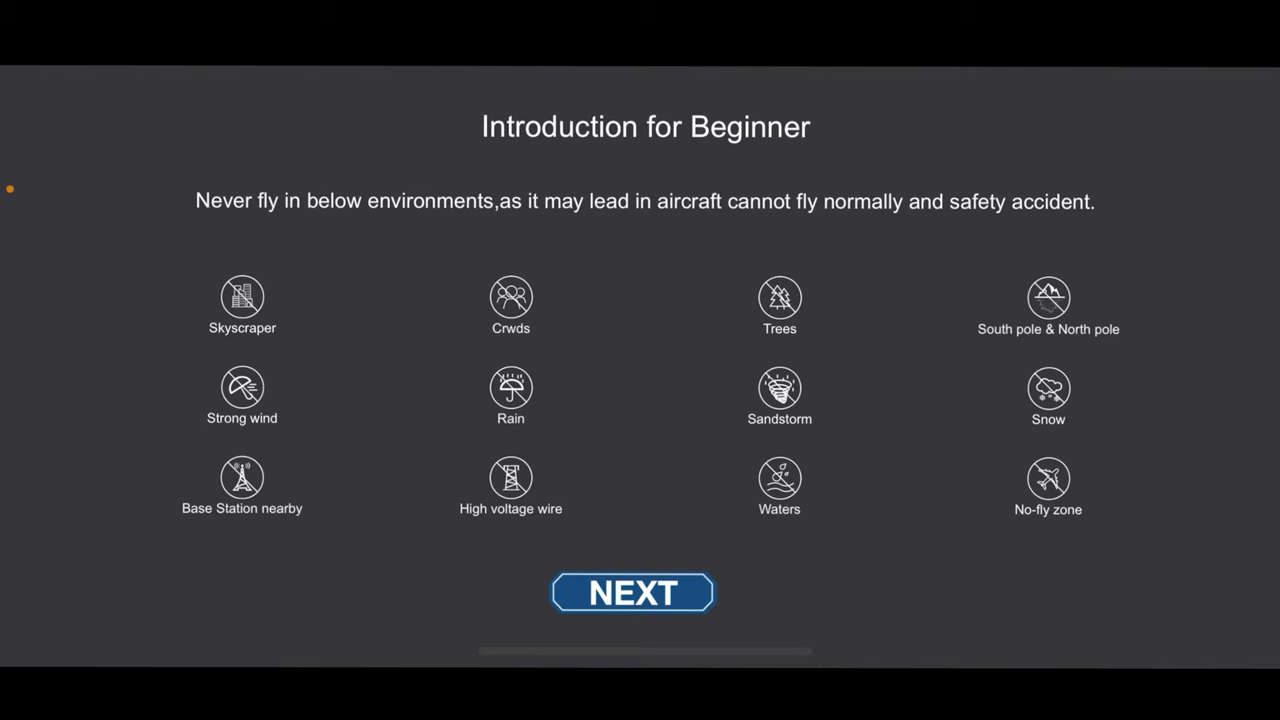 Introduction for Beginner
Never fly in below environments,as it may lead in aircraft cannot fly normally and safety accident.
Skyscraper
Crwds
Trees
South pole & North pole
Strong wind
Rain
Sandstorm
Snow
Base Station nearby
High voltage wire
Waters
No-fly zone
NEXT